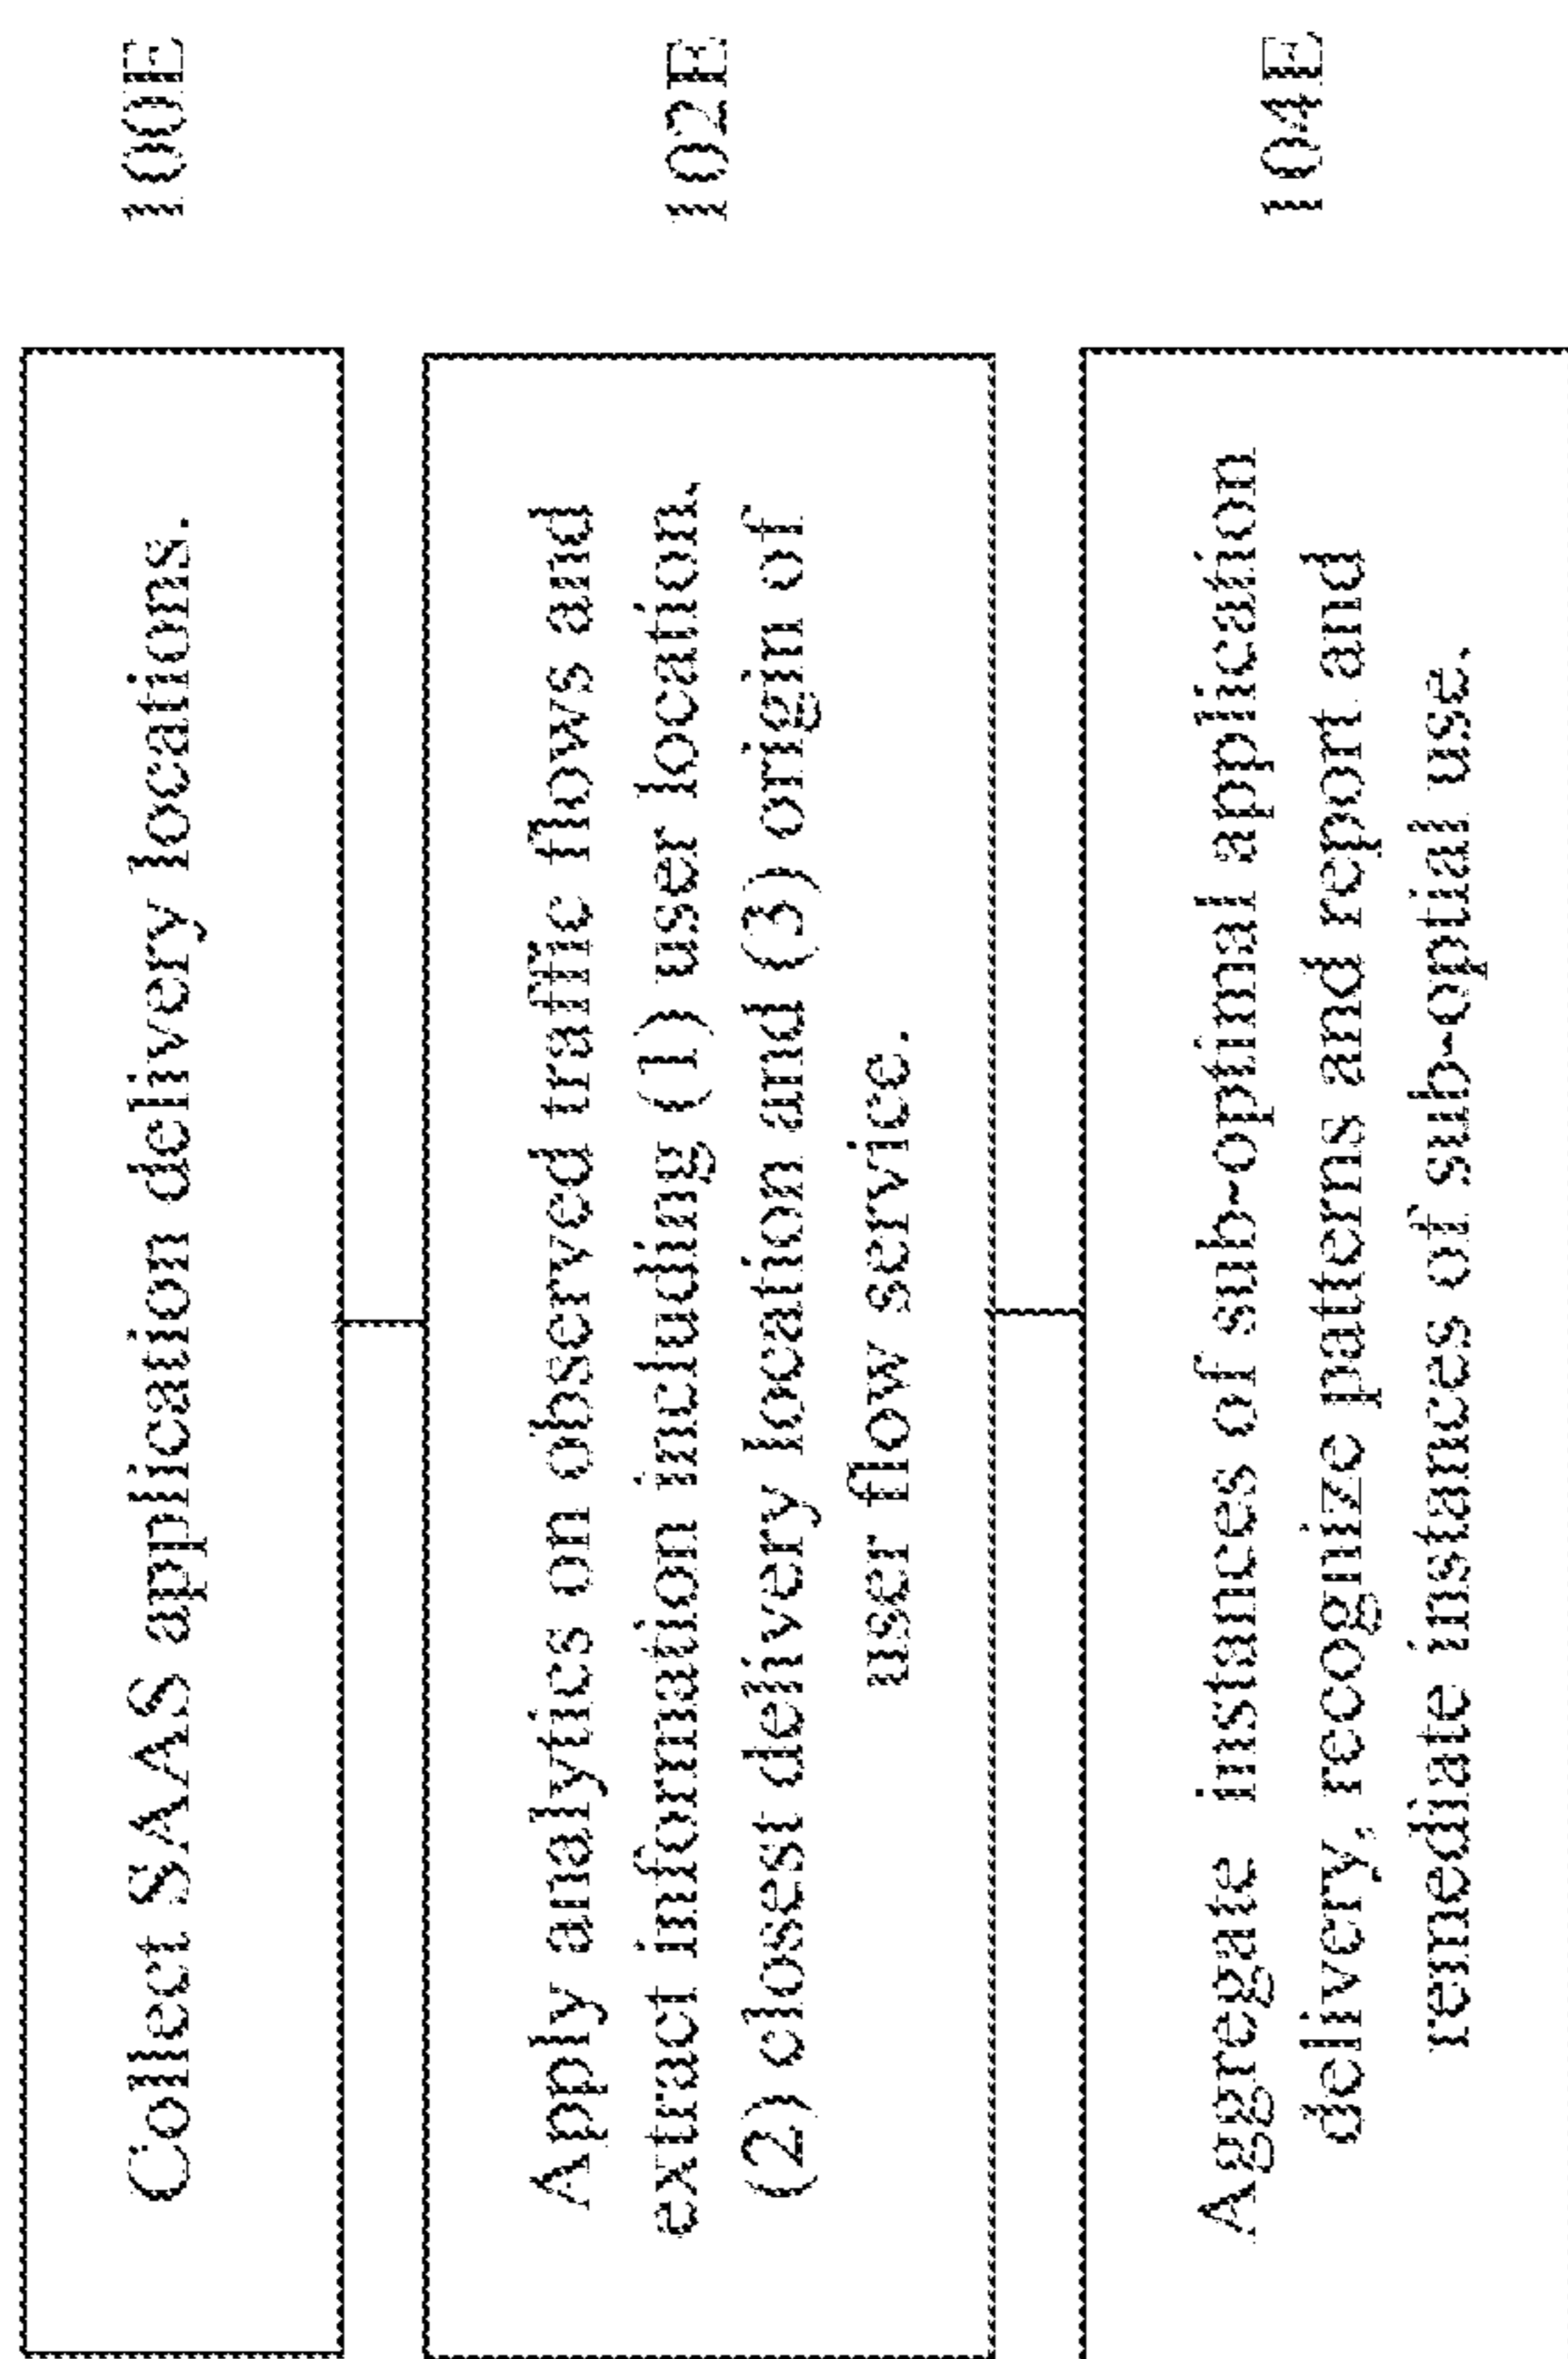 Collect SAAS application delivery locations.
100E
Apply analytics on observed traffic flows and
extract information including (1) user location,
(2) closest delivery location and (3) origin of
user flow service.
102E
Aggregate instances of sub-optimal application
delivery, recognize patterns and report and
remediate instances of sub-optial use.
104E